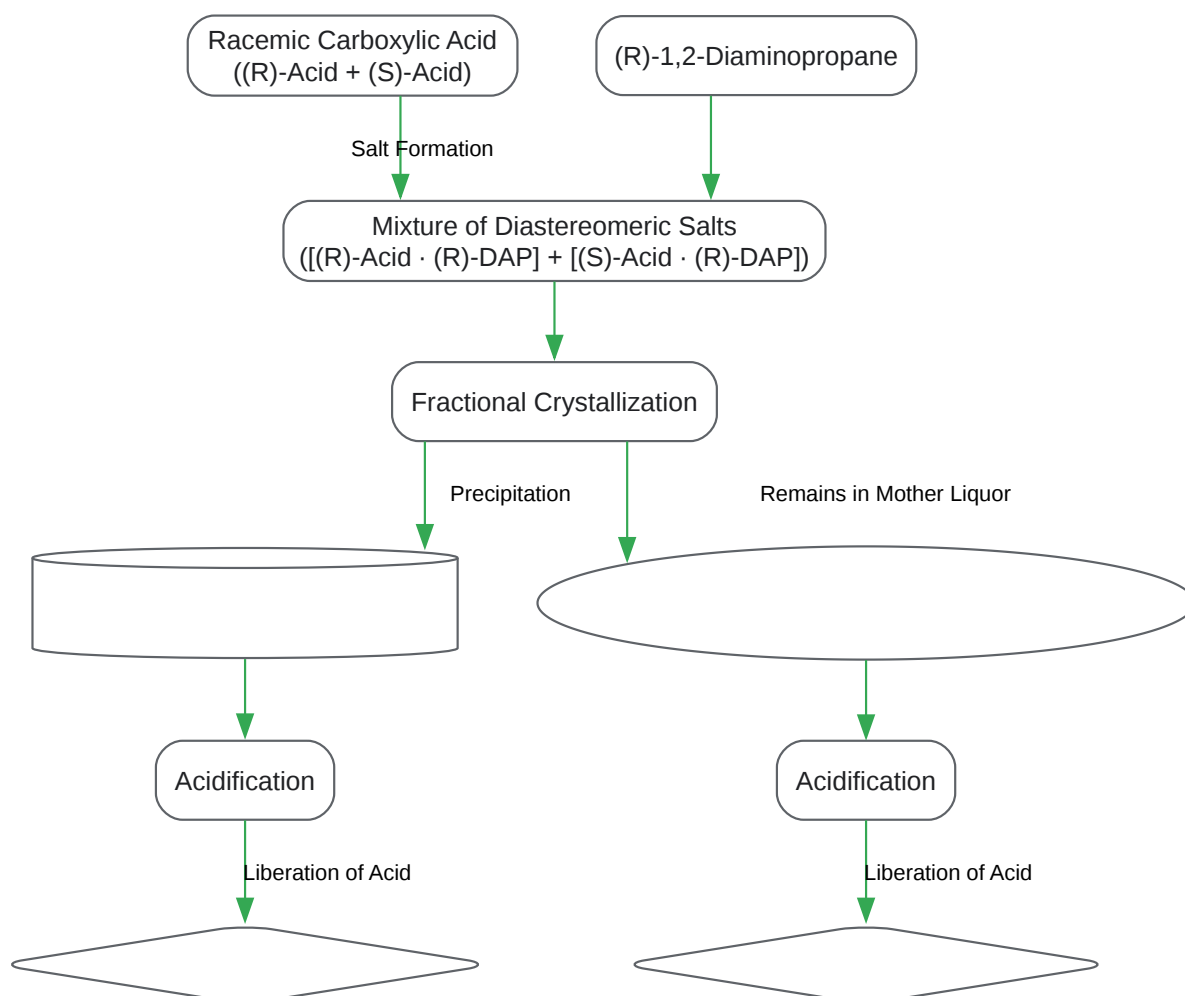 Racemic Carboxylic Acid
((R)-Acid + (S)-Acid)
(R)-1,2-Diaminopropane
Salt Formation
Mixture of Diastereomeric Salts
([(R)-Acid · (R)-DAP] + [(S)-Acid · (R)-DAP])
Fractional Crystallization
Precipitation
Remains in Mother Liquor
Acidification
Acidification
Liberation of Acid
Liberation of Acid